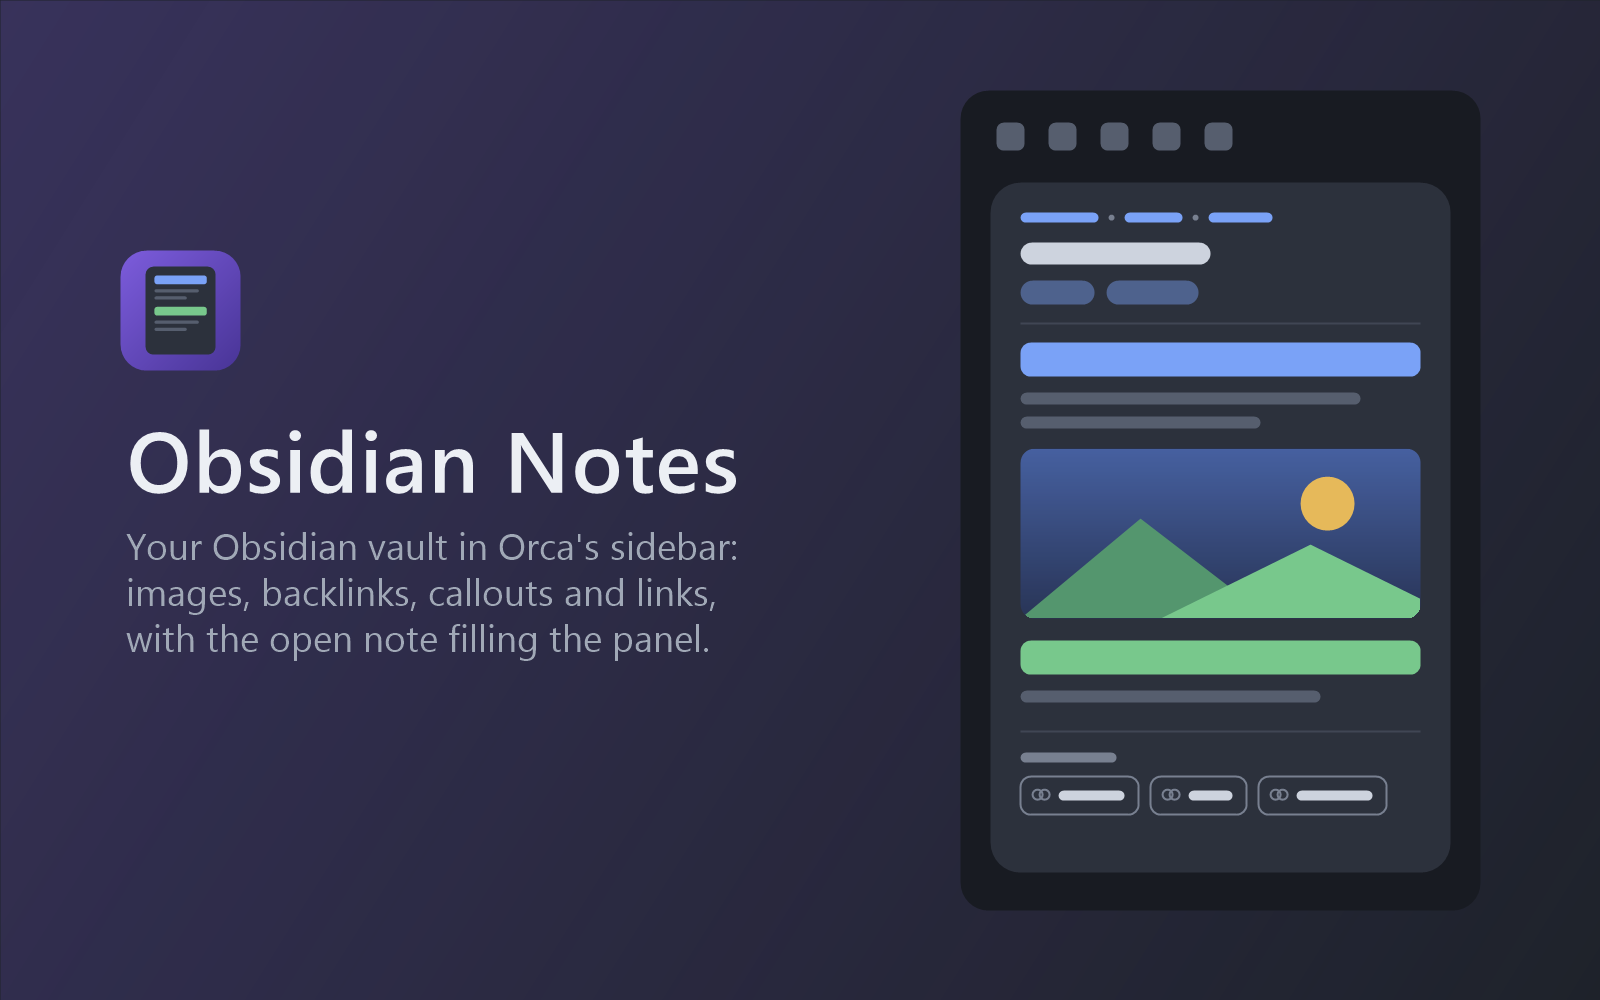 Obsidian Notes
Your Obsidian vault in Orca's sidebar:
images, backlinks, callouts and links,
with the open note filling the panel.